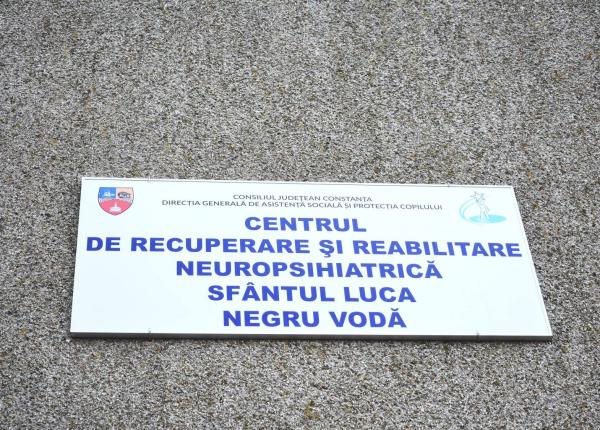 CONSILIUL JUDEȚEAN CONSTANȚA
DIRECȚIA GENERALĂ DE ASISTENȚĂ SOCIALĂ ȘI PROTECȚIA COPILULUI
CENTRUL
DE RECUPERARE ŞI REABILITARE
NEUROPSIHIATRICĂ
SFÂNTUL LUCA
NEGRU VODĂ